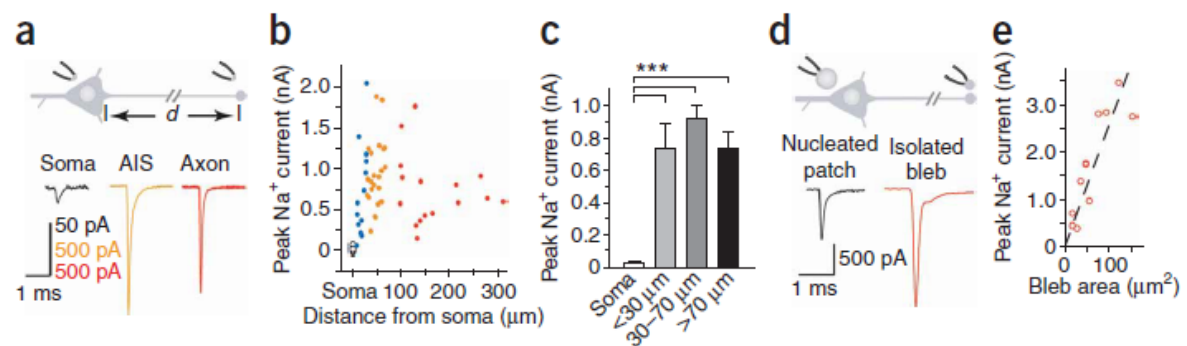 a
d
Soma AIS Axon
50 pA
500 pA
500 pA
1 ms
b
Peak Na+ current (nA)
2.0
1.5
1.0
0.5
0
Soma 100 200 300
Distance from soma (μm)
c
***
Peak Na+ current (nA)
1.0
0.8
0.6
0.4
0.2
0
Soma
<30 μm
30–70 μm
>70 μm
d
Nucleated patch
Isolated bleb
500 pA
1 ms
e
Peak Na+ current (nA)
3.0
2.0
1.0
0
0 100
Bleb area (μm²)